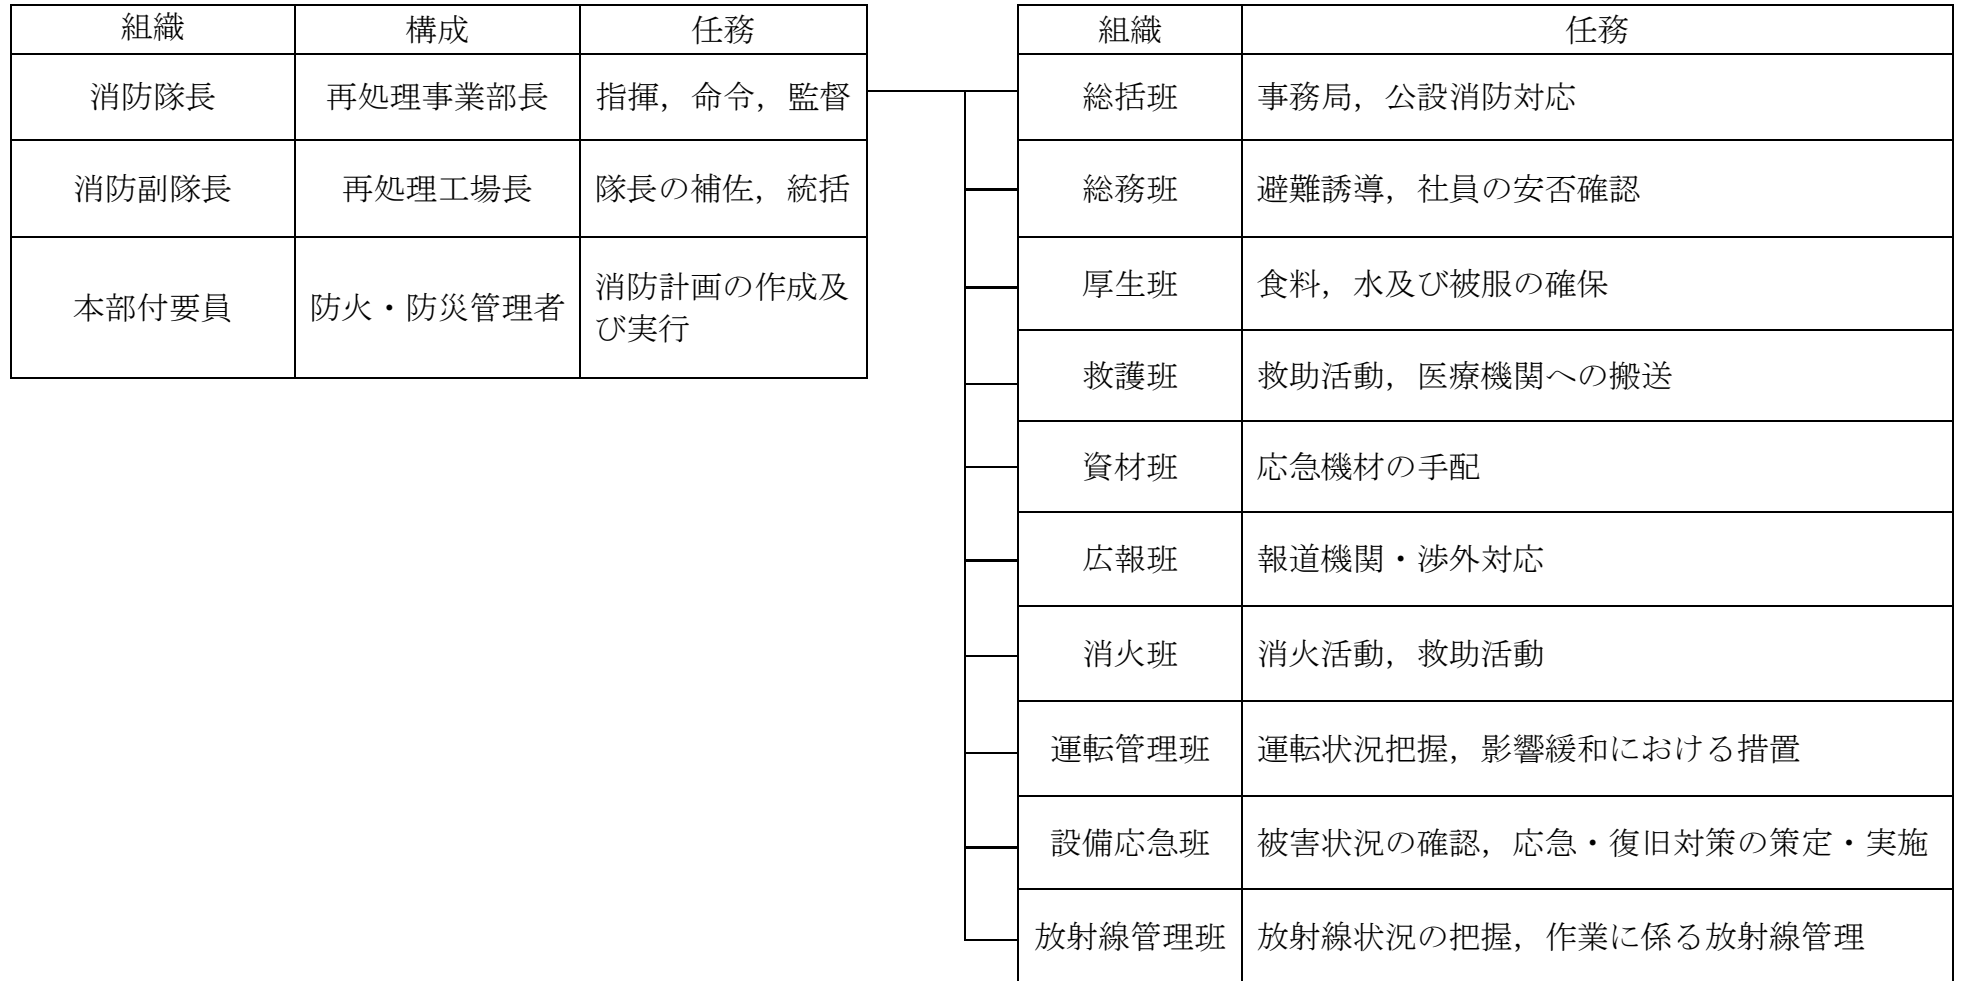 組織 構成 任務
消防隊長 再処理事業部長 指揮，命令，監督
消防副隊長 再処理工場長 隊長の補佐，統括
本部付要員 防火・防災管理者 消防計画の作成及
び実行
組織 任務
総括班 事務局，公設消防対応
総務班 避難誘導，社員の安否確認
厚生班 食料，水及び被服の確保
救護班 救助活動，医療機関への搬送
資材班 応急機材の手配
広報班 報道機関・渉外対応
消火班 消火活動，救助活動
運転管理班 運転状況把握，影響緩和における措置
設備応急班 被害状況の確認，応急・復旧対策の策定・実施
放射線管理班 放射線状況の把握，作業に係る放射線管理